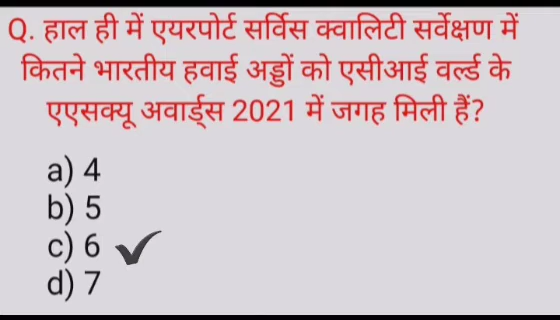 Q. हाल ही में एयरपोर्ट सर्विस क्वालिटी सर्वेक्षण में
कितने भारतीय हवाई अड्डों को एसीआई वर्ल्ड के
एएसक्यू अवार्ड्स 2021 में जगह मिली हैं?
a) 4
b) 5
c) 6 ✔
d) 7